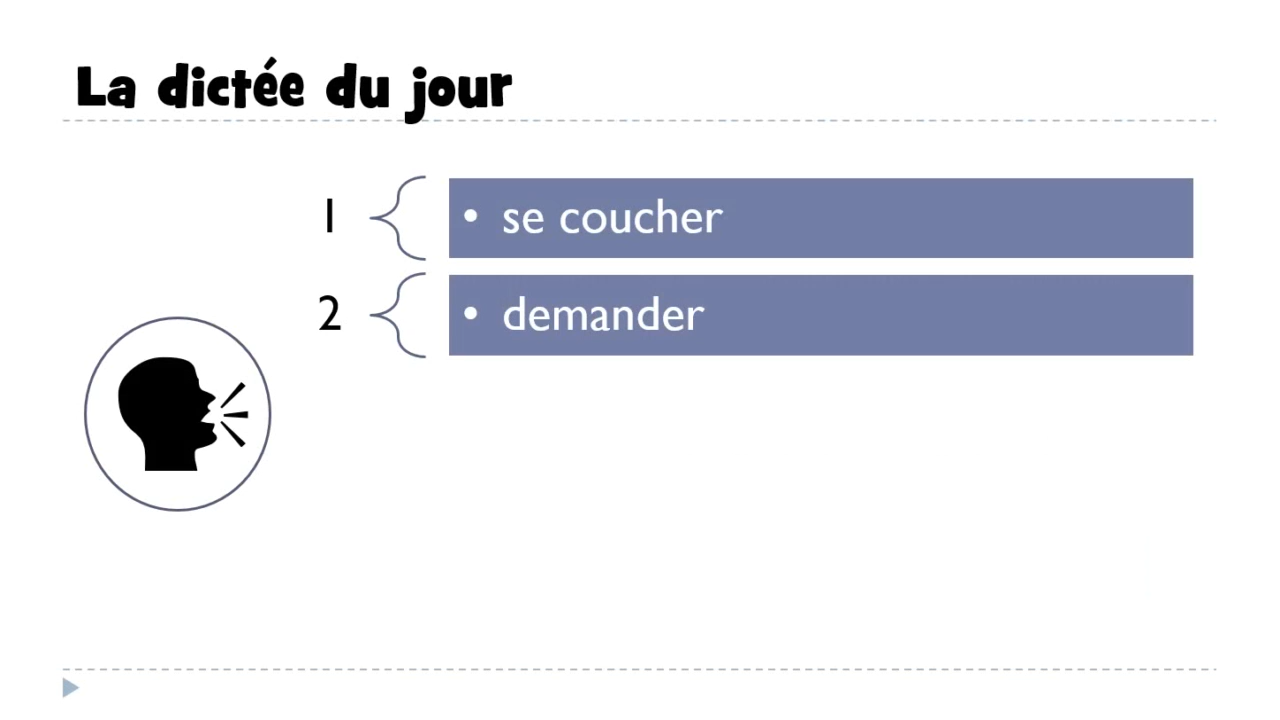 La dictée du jour
1 • se coucher
2 • demander